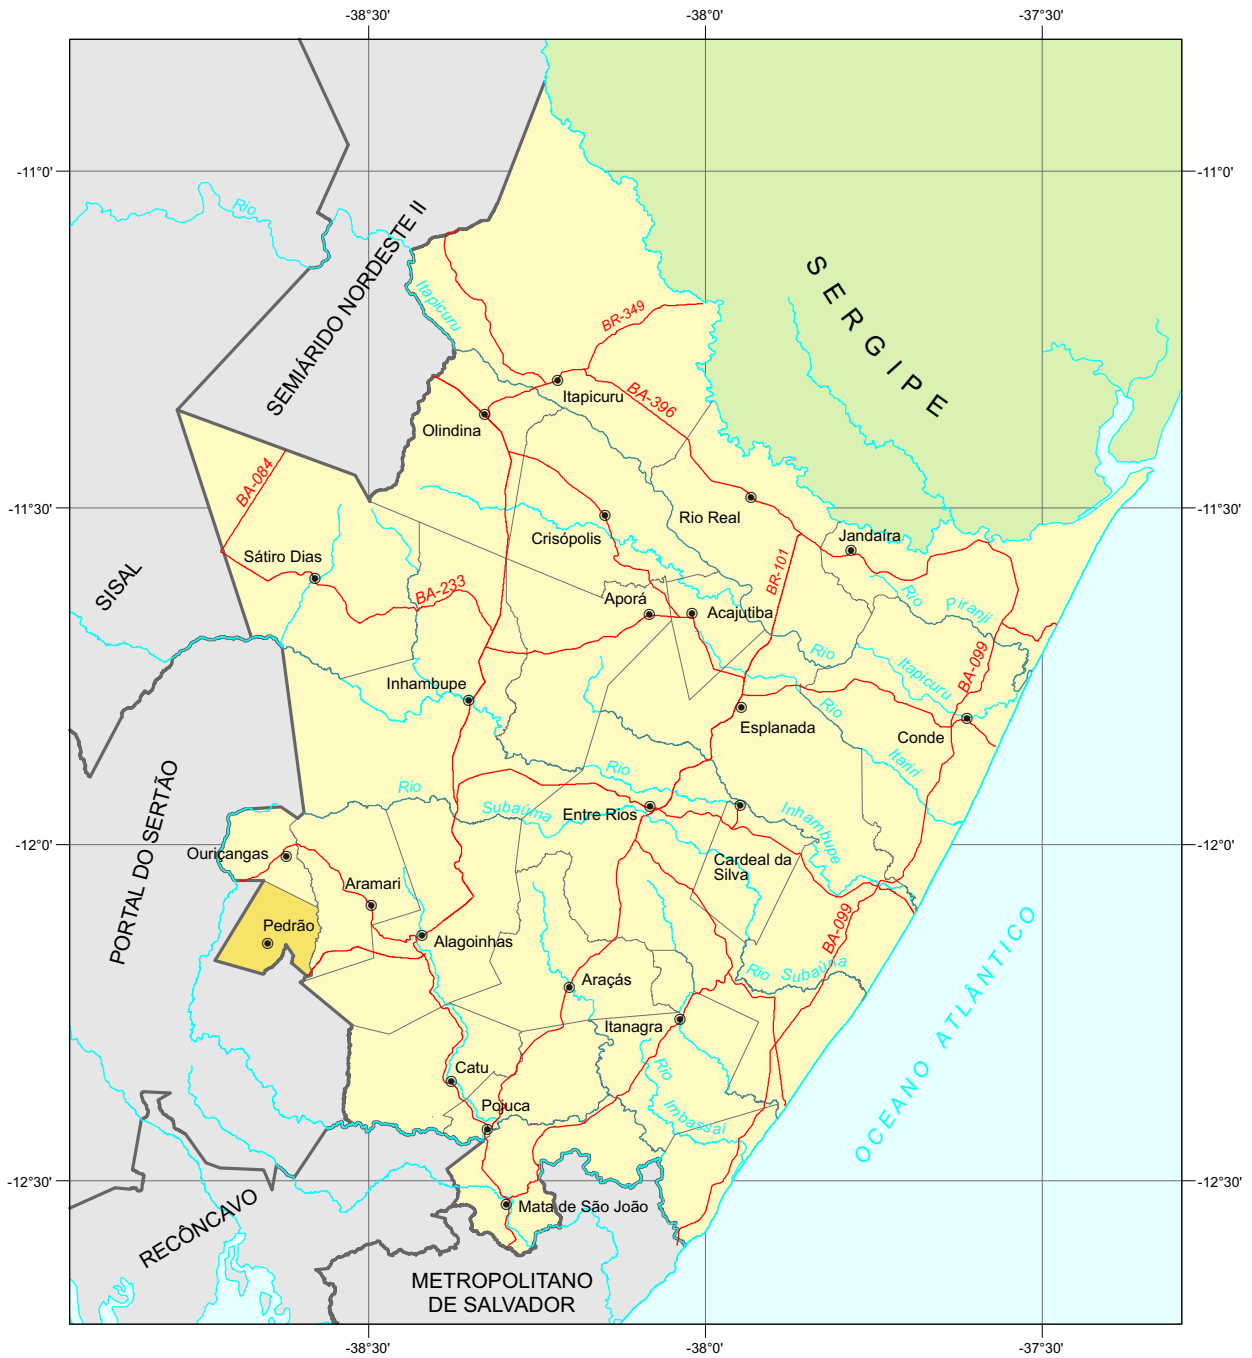 -38°30'
-38°0'
-37°30'
-11°0'
-11°0'
Rio
SEMIÁRIDO NORDESTE II
Itapicuru
SERGIPE
BR-349
BA-396
Itapicuru
Olindina
BA-084
-11°30'
-11°30'
Rio Real
Crisópolis
Jandaíra
Sátiro Dias
SISAL
BA-233
BR-101
Aporá
Acajutiba
Rio
Piranji
Rio
Itapicuru
BA-099
Inhambupe
Rio
Esplanada
Conde
Itariri
PORTAL DO SERTÃO
Rio
Rio
Subaúma
Entre Rios
Inhambupe
-12°0'
-12°0'
Ouriçangas
Cardeal da
Silva
Aramari
Pedrão
Alagoinhas
BA-099
Rio
Subaúma
Araçás
Itanagra
OCEANO ATLÂNTICO
Catu
Rio
Pojuca
Imbassai
-12°30'
-12°30'
Mata de São João
RECÔNCAVO
METROPOLITANO
DE SALVADOR
-38°30'
-38°0'
-37°30'